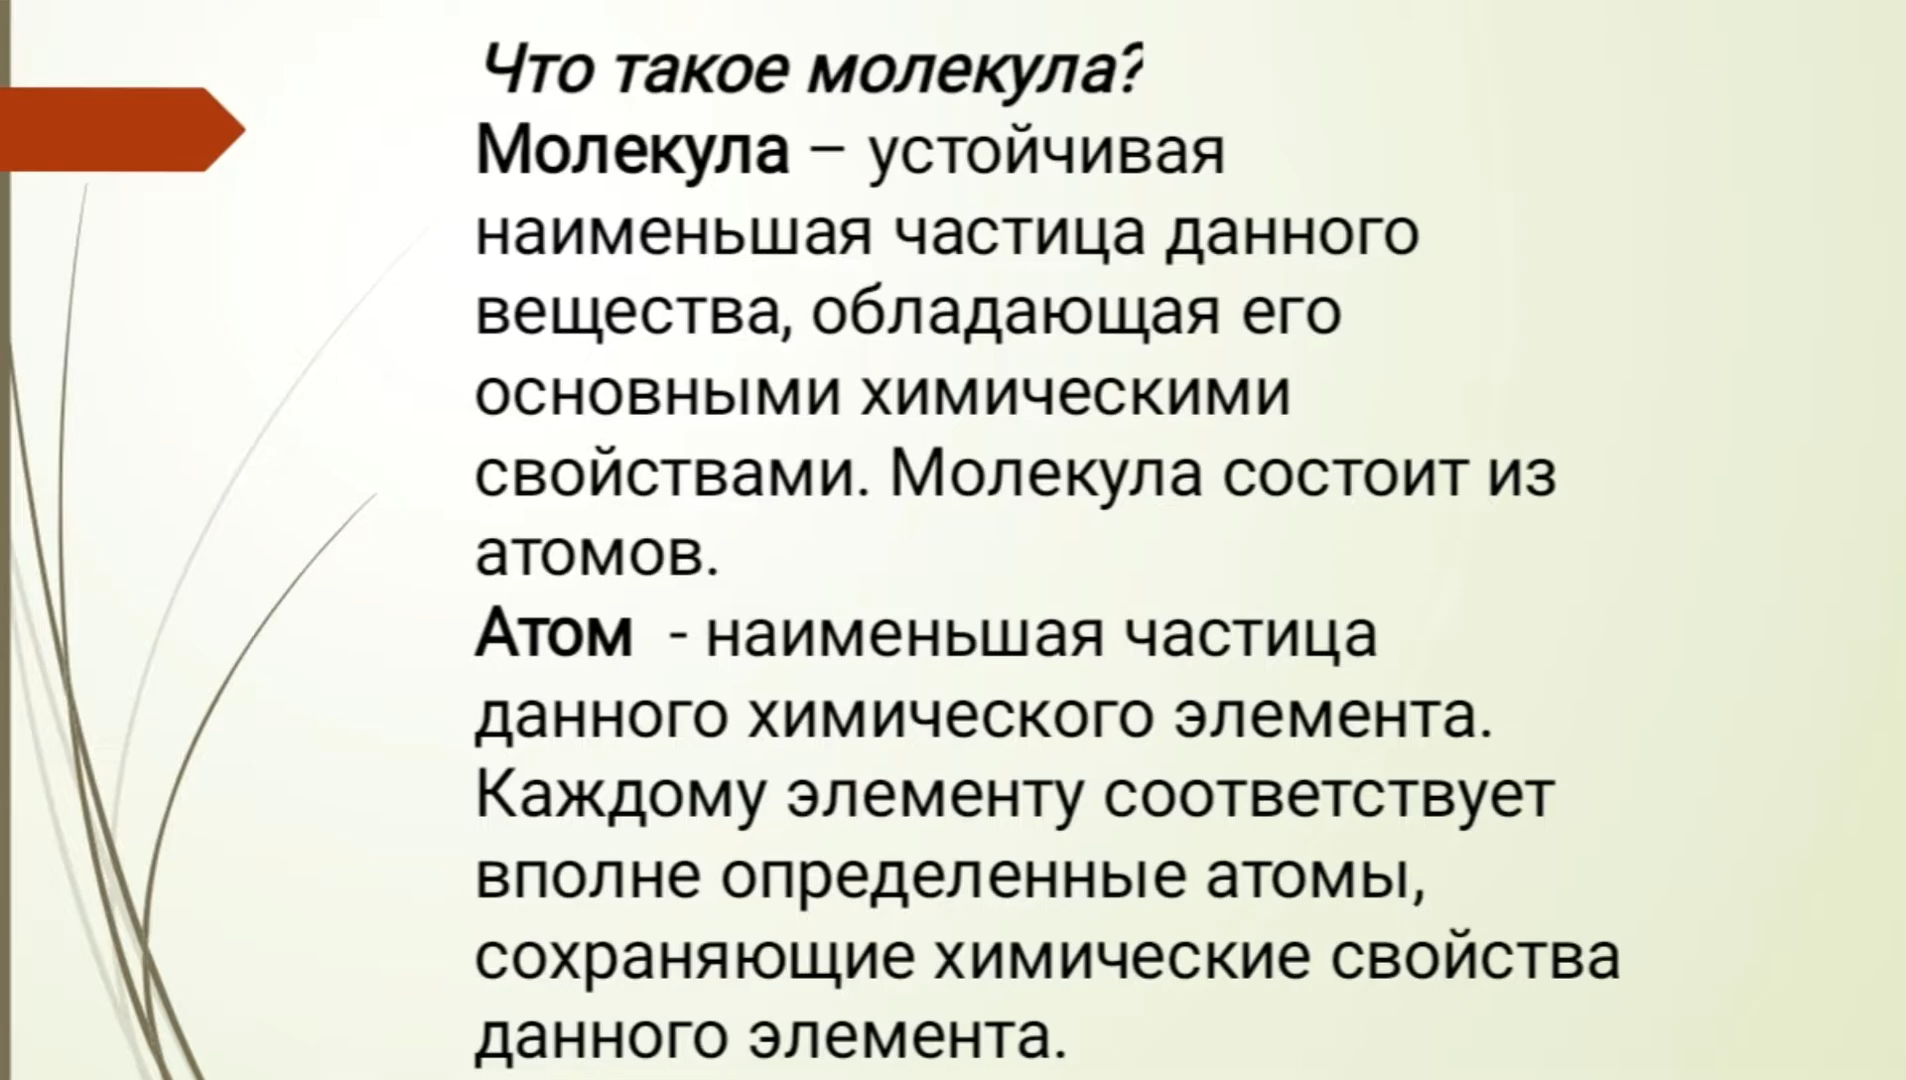 Что такое молекула?
Молекула – устойчивая
наименьшая частица данного
вещества, обладающая его
основными химическими
свойствами. Молекула состоит из
атомов.
Атом  - наименьшая частица
данного химического элемента.
Каждому элементу соответствует
вполне определенные атомы,
сохраняющие химические свойства
данного элемента.